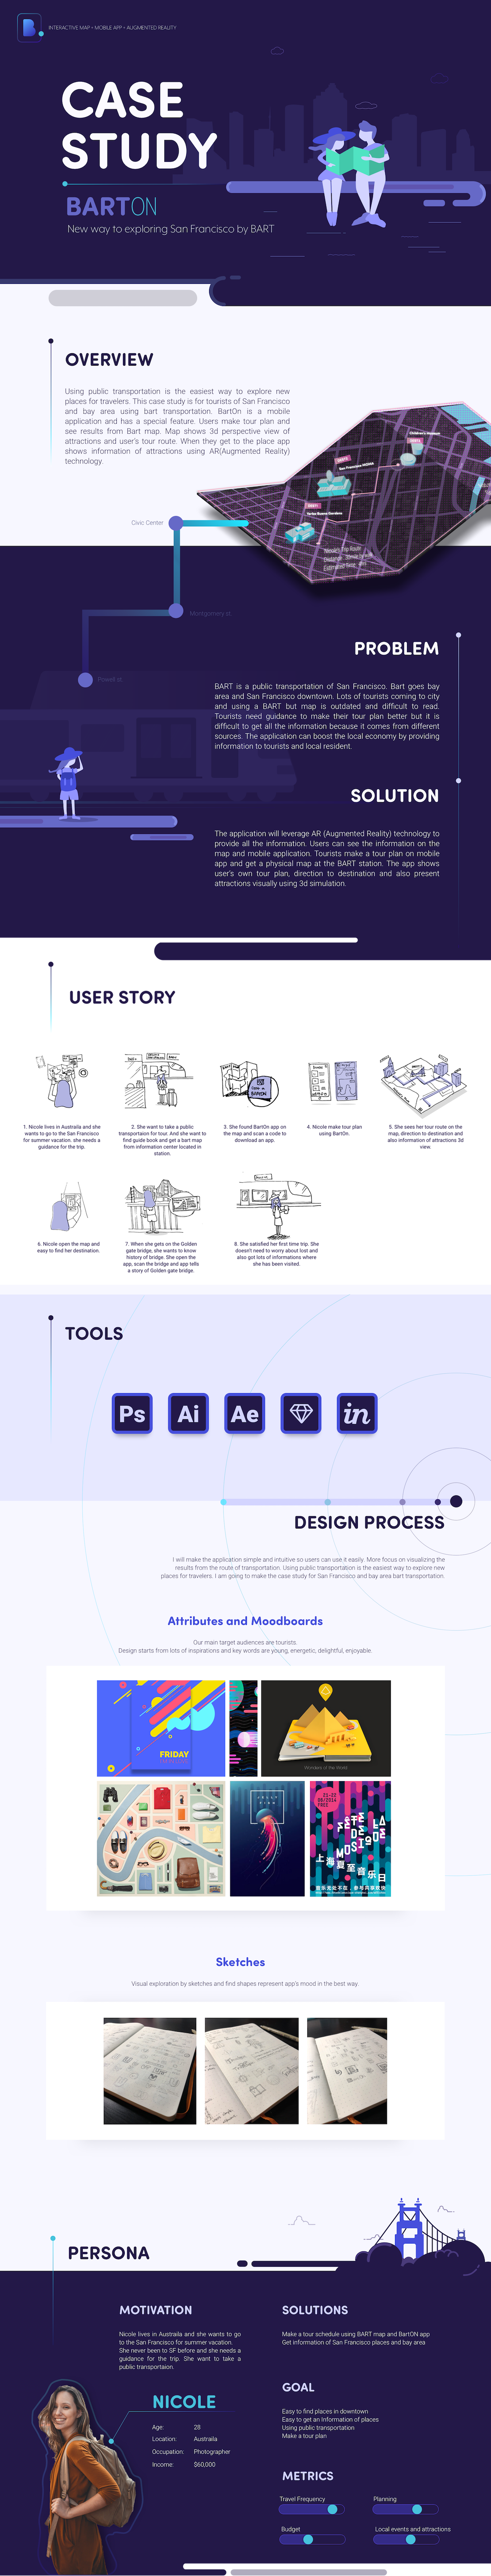 B.
INTERACTIVE MAP + MOBILE APP + AUGMENTED REALITY
CASE
STUDY
BARTON
New way to exploring San Francisco by BART
OVERVIEW
Using public transportation is the easiest way to explore new
places for travelers. This case study is for tourists of San Francisco
and bay area using bart transportation. BartOn is a mobile
application and has a special feature. Users make tour plan and
see results from Bart map. Map shows 3d perspective view of
attractions and user's tour route. When they get to the place app
shows information of attractions using AR(Augmented Reality)
technology.
Civic Center
Montgomery st.
Powell st.
PROBLEM
BART is a public transportation of San Francisco. Bart goes bay
area and San Francisco downtown. Lots of tourists coming to city
and using a BART but map is outdated and difficult to read.
Tourists need guidance to make their tour plan better but it is
difficult to get all the information because it comes from different
sources. The application can boost the local economy by providing
information to tourists and local resident.
SOLUTION
The application will leverage AR (Augmented Reality) technology to
provide all the information. Users can see the information on the
map and mobile application. Tourists make a tour plan on mobile
app and get a physical map at the BART station. The app shows
user's own tour plan, direction to destination and also present
attractions visually using 3d simulation.
USER STORY
1. Nicole lives in Australia and she
wants to go to the San Francisco
for summer vacation. she needs a
guidance for the trip.
2. She want to take a public
transportaion for tour. And she want to
find guide book and get a bart map
from information center located in
station.
3. She found BartOn app on
the map and scan a code to
download an app.
4. Nicole make tour plan
using BartOn.
5. She sees her tour route on the
map, direction to destination and
also information of attractions 3d
view.
6. Nicole open the map and
easy to find her destination.
7. When she gets on the Golden
gate bridge, she wants to know
history of bridge. She open the
app, scan the bridge and app tells
a story of Golden gate bridge.
8. She satisfied her first time trip. She
doesn't need to worry about lost and
also got lots of informations where
she has been visited.
TOOLS
Ps
Ai
Ae
in
DESIGN PROCESS
I will make the application simple and intuitive so users can use it easily. More focus on visualizing the
results from the route of transportation. Using public transportation is the easiest way to explore new
places for travelers. I am going to make the case study for San Francisico and bay area bart transportation.
Attributes and Moodboards
Our main target audiences are tourists.
Design starts from lots of inspirations and key words are young, energetic, delightful, enjoyable.
FRIDAY
Wonders of the World
上海夏至音乐日
Sketches
Visual exploration by sketches and find shapes represent app's mood in the best way.
PERSONA
MOTIVATION
Nicole lives in Austraila and she wants to go
to the San Francisco for summer vacation.
She never been to SF before and she needs a
guidance for the trip. She want to take a
public transportaion.
SOLUTIONS
Make a tour schedule using BART map and BartON app
Get information of San Francisco places and bay area
GOAL
Easy to find places in downtown
Easy to get an Information of places
Using public transportation
Make a tour plan
NICOLE
Age: 28
Location: Austraila
Occupation: Photographer
Income: $60,000
METRICS
Travel Frequency
Planning
Budget
Local events and attractions